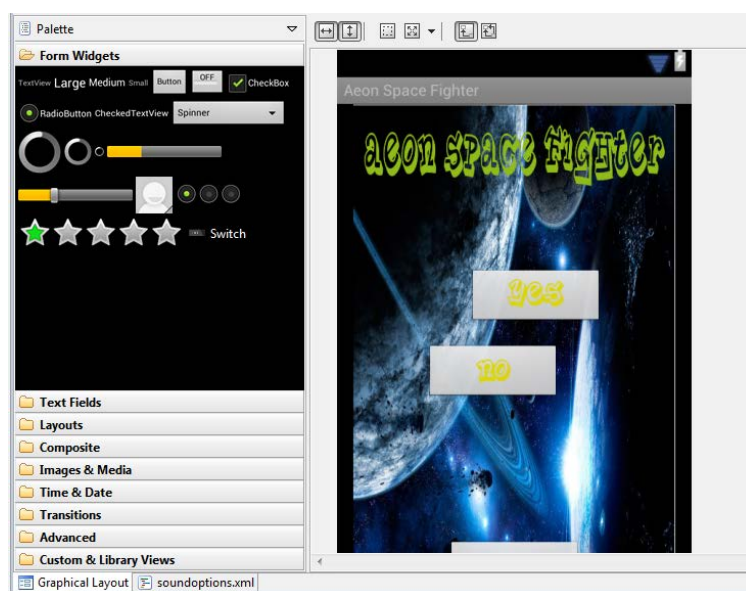 Palette
Form Widgets
TextView Large Medium Small Button OFF CheckBox
RadioButton CheckedTextView Spinner
Switch
Text Fields
Layouts
Composite
Images & Media
Time & Date
Transitions
Advanced
Custom & Library Views
Graphical Layout soundoptions.xml
Aeon Space Fighter
aeon space fighter
yes
no